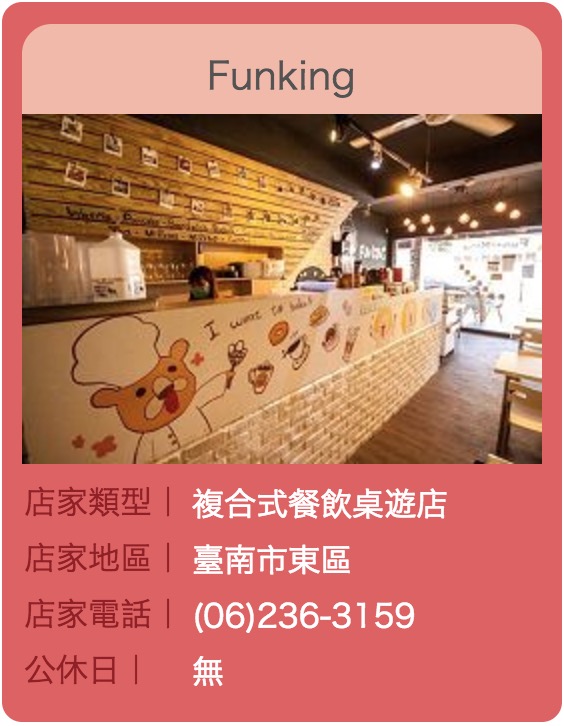 Funking
I want to bake!
店家類型｜ 複合式餐飲桌遊店
店家地區｜ 臺南市東區
店家電話｜ (06)236-3159
公休日｜ 無